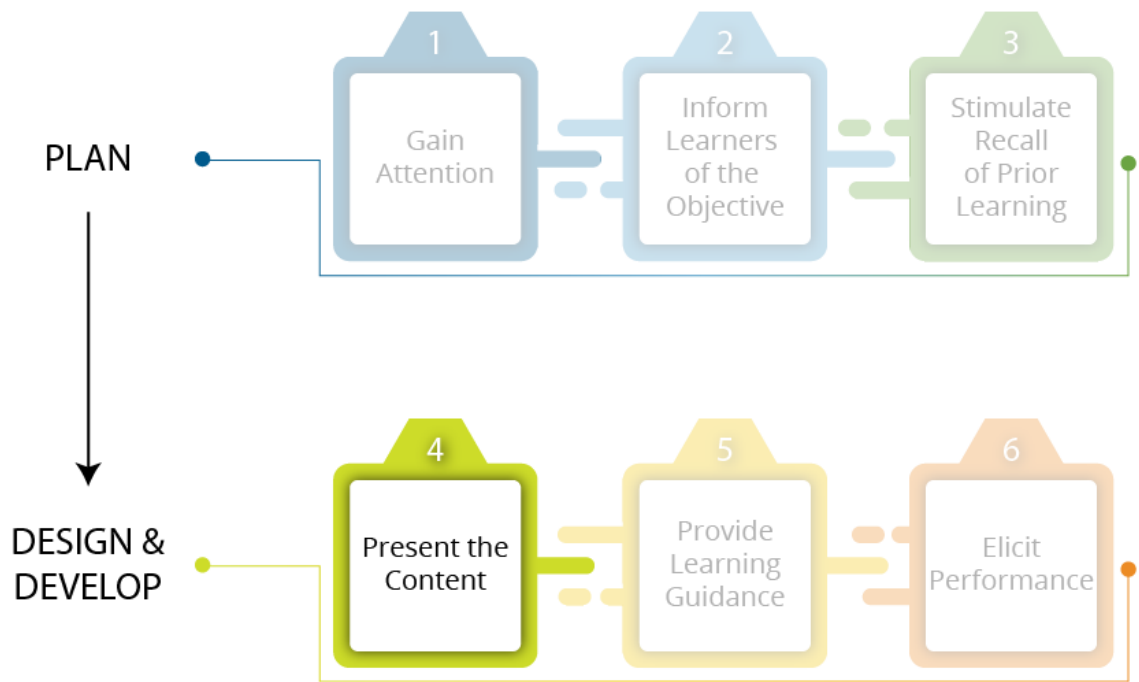 1
2
3
PLAN
Gain
Attention
Inform
Learners
of the
Objective
Stimulate
Recall
of Prior
Learning
4
5
6
DESIGN &
DEVELOP
Present the
Content
Provide
Learning
Guidance
Elicit
Performance